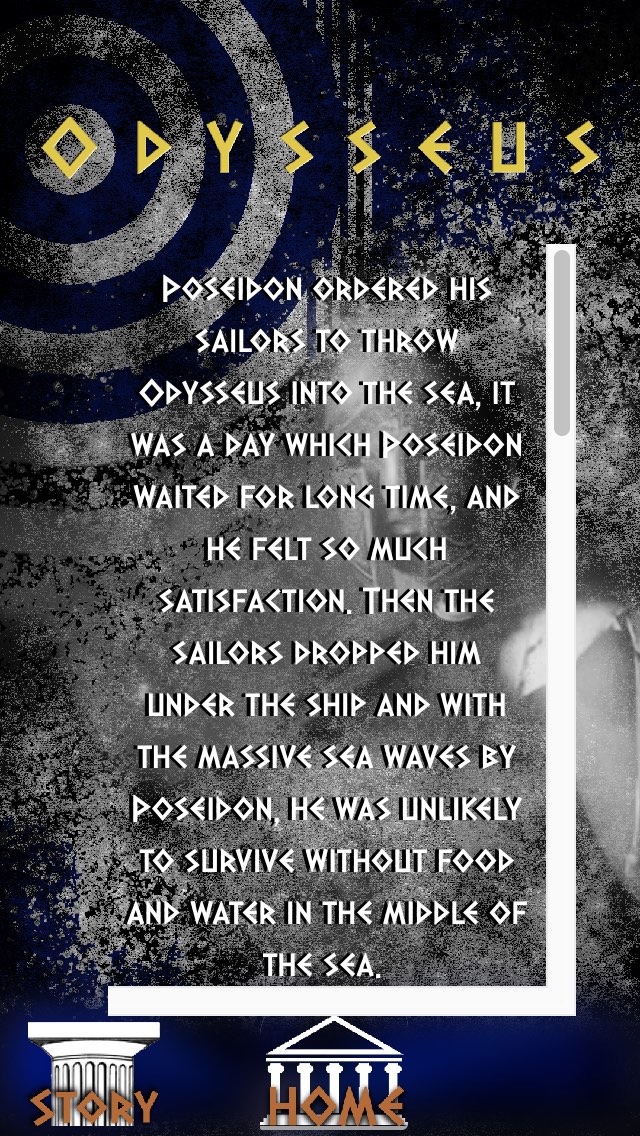 ODYSSEUS
Poseidon ordered his
sailors to throw
Odysseus into the sea, it
was a day which Poseidon
waited for long time, and
he felt so much
satisfaction. Then the
sailors dropped him
under the ship and with
the massive sea waves by
Poseidon, he was unlikely
to survive without food
and water in the middle of
the sea.
STORY
HOME